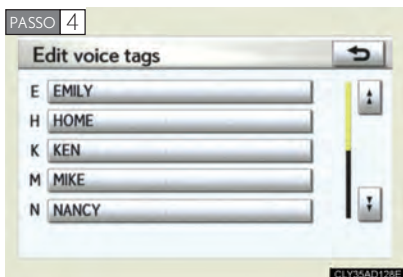 PASSO 4
Edit voice tags
E EMILY
H HOME
K KEN
M MIKE
N NANCY
CLY35AD128E